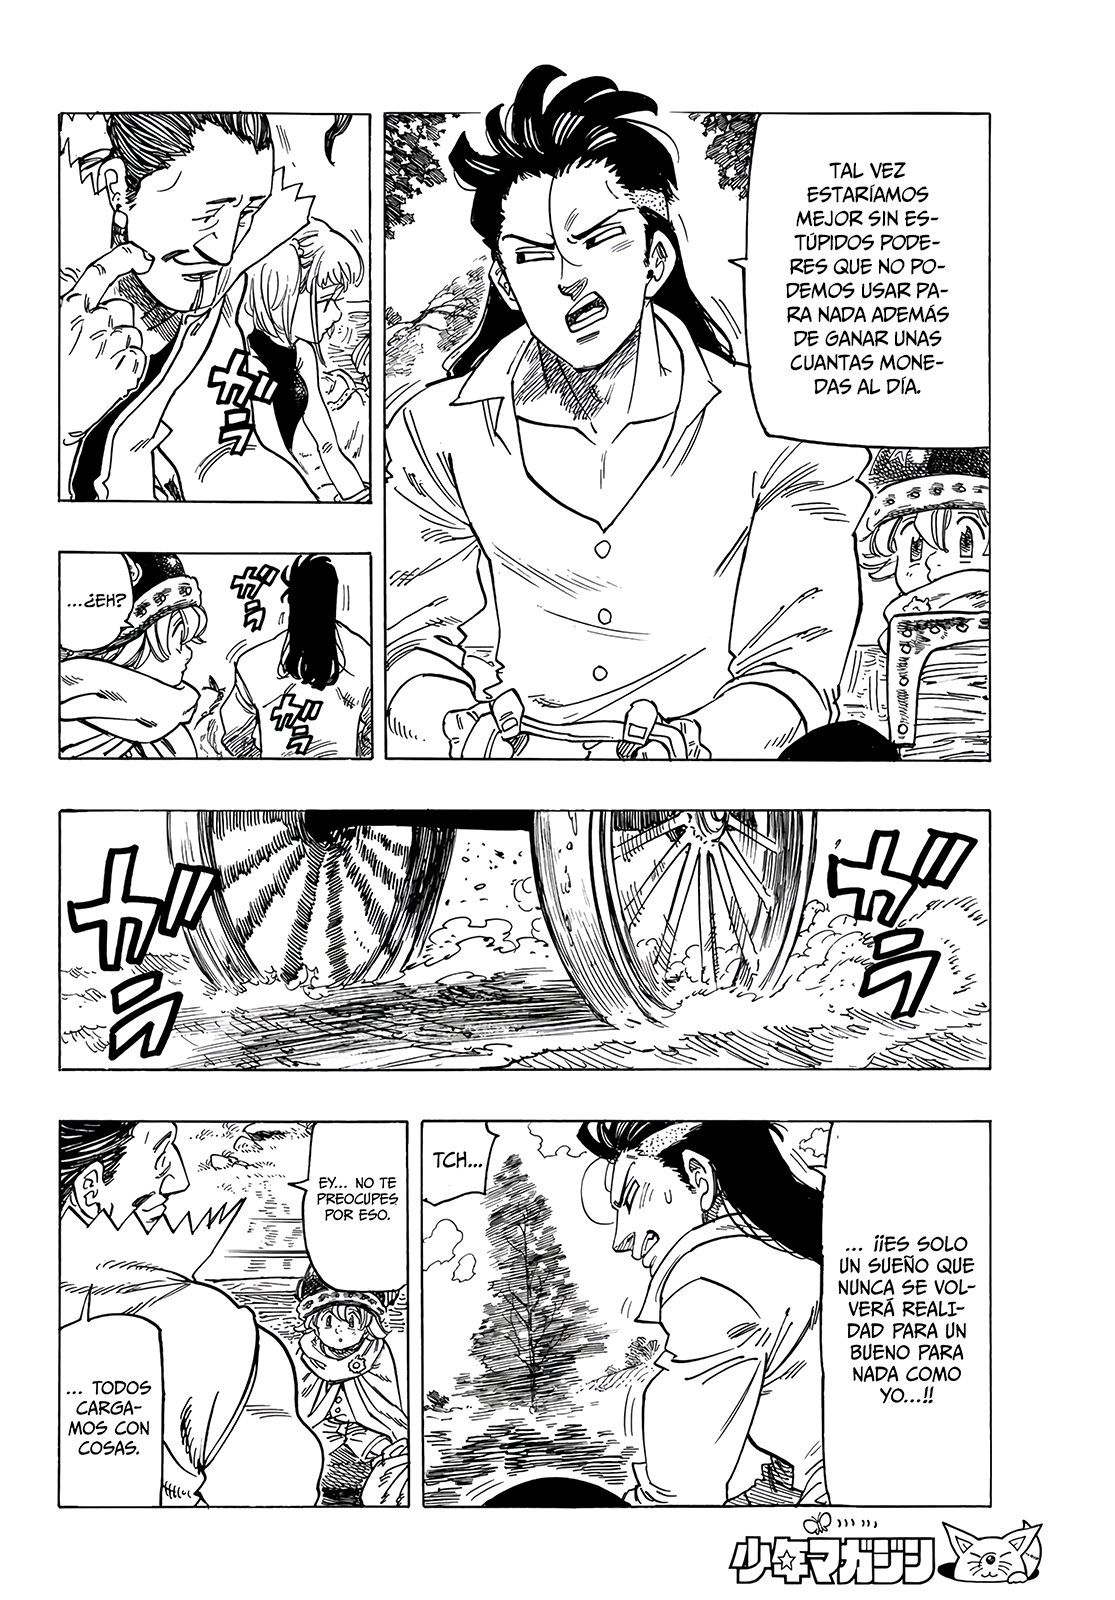 TAL VEZ
ESTARÍAMOS
MEJOR SIN ES-
TÚPIDOS PODE-
RES QUE NO PO-
DEMOS USAR PA-
RA NADA ADEMÁS
DE GANAR UNAS
CUANTAS MONE-
DAS AL DÍA.
ガラ
...¿EH?
ガラ
ガラ
ガラ
ガラ
... ¡¡ES SOLO
UN SUEÑO QUE
NUNCA SE VOL-
VERÁ REALI-
DAD PARA UN
BUENO PARA
NADA COMO
YO...!!
TCH...
EY... NO TE
PREOCUPES
POR ESO.
... TODOS
CARGA-
MOS CON
COSAS.
少年マガジン